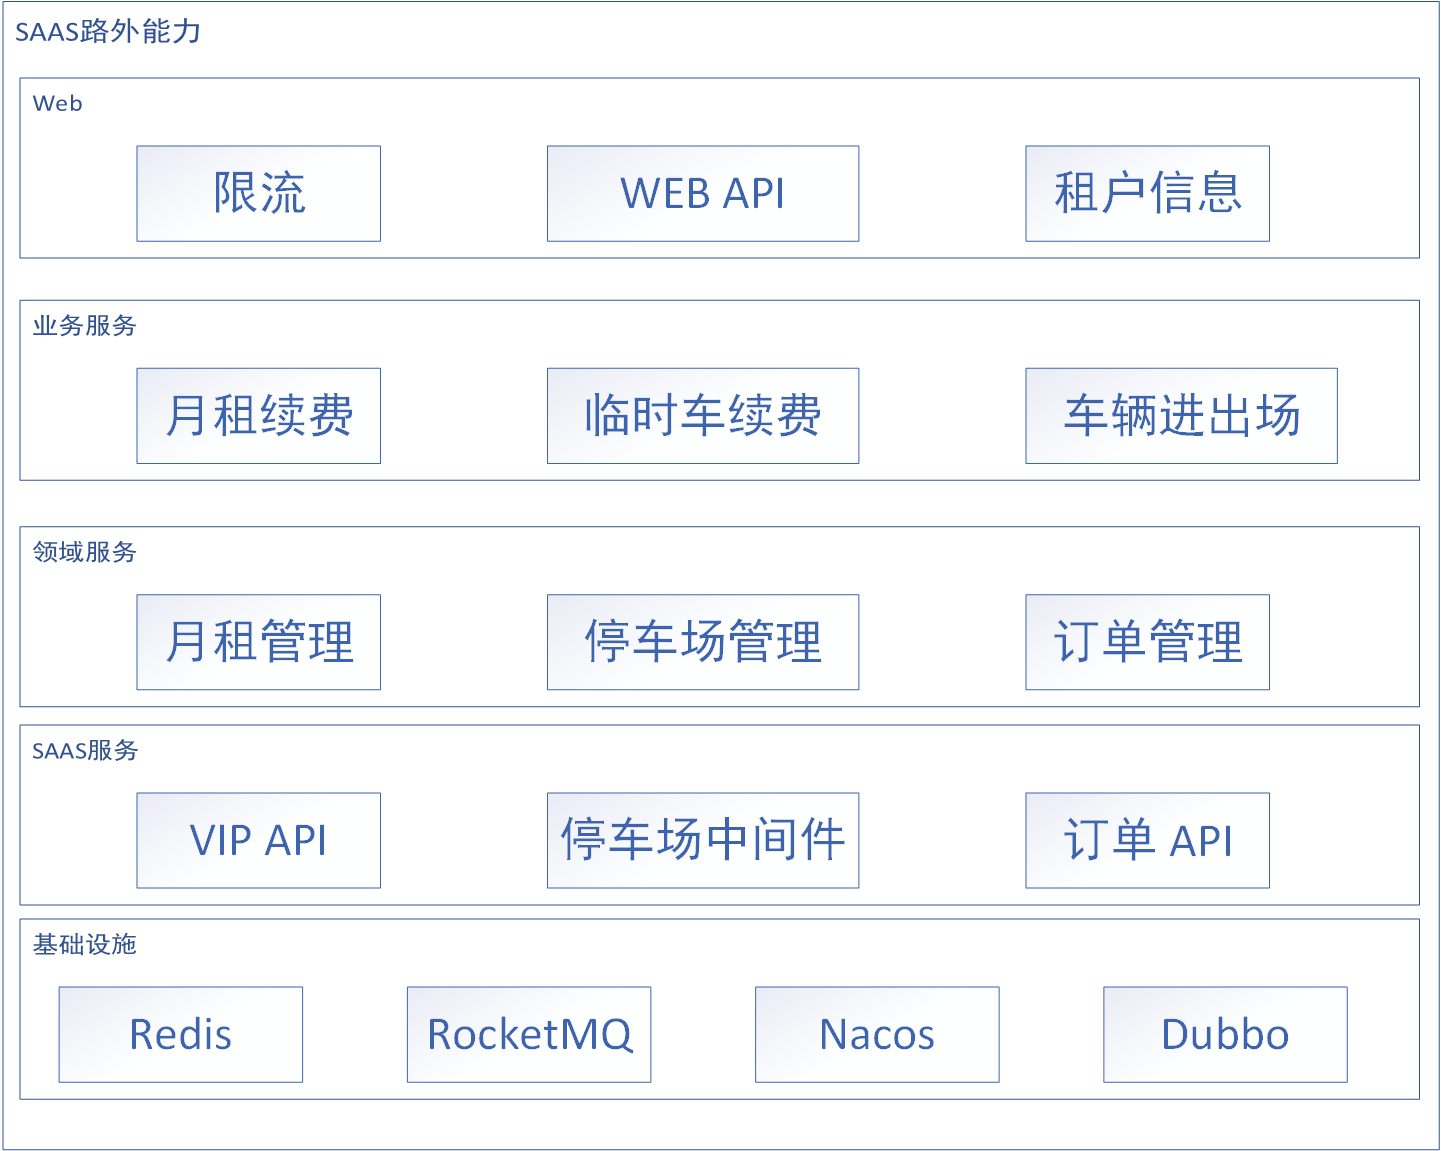 SAAS路外能力
Web
限流
WEB API
租户信息
业务服务
月租续费
临时车续费
车辆进出场
领域服务
月租管理
停车场管理
订单管理
SAAS服务
VIP API
停车场中间件
订单 API
基础设施
Redis
RocketMQ
Nacos
Dubbo